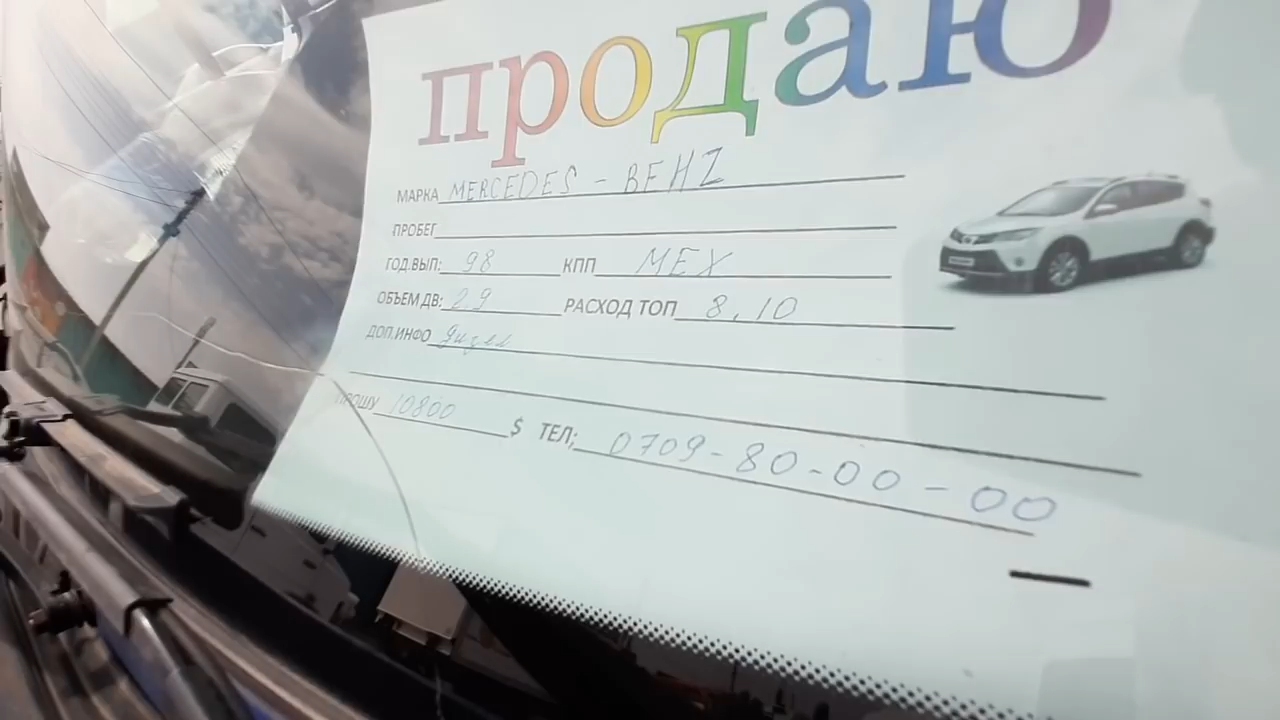 продаю
МАРКА MERCEDES - BENZ
ПРОБЕГ
ГОД.ВЫП: 98 КПП МЕХ
ОБЪЕМ ДВ: 2,9 РАСХОД ТОП 8,10
ДОП.ИНФО Дизел
ПРОШУ 10800 $ ТЕЛ; 0709-80-00-00